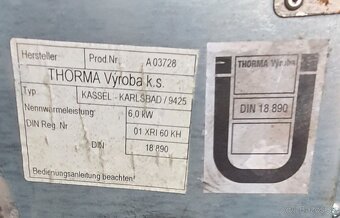 Hersteller Prod Nr. A 03728
THORMA Výroba k.s.
Typ KASSEL - KARLSBAD / 9425
Nennwärmeleistung 6,0 kW
DIN Reg. Nr 01 XRI 60 KH
DIN 18 890
Bedienungsanleitung beachten!
THORMA Výroba
DIN 18 890